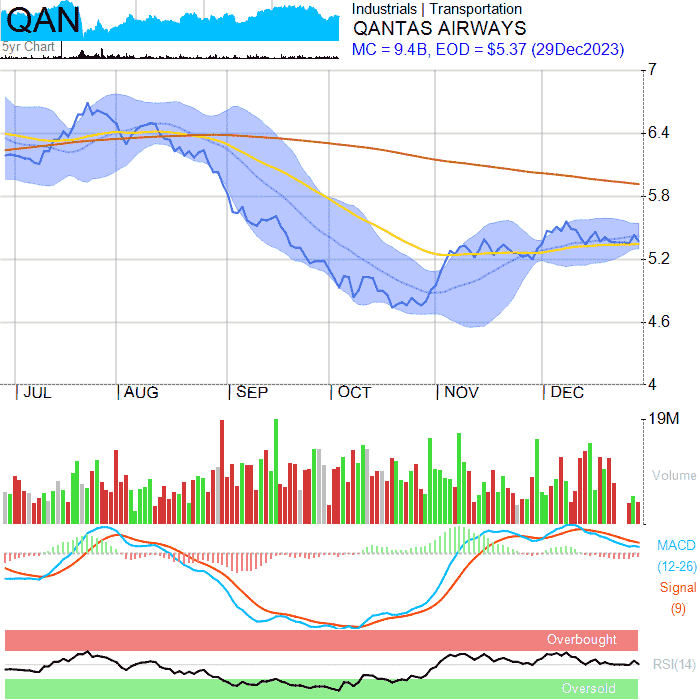 QAN
5yr Chart
Industrials | Transportation
QANTAS AIRWAYS
MC = 9.4B, EOD = $5.37 (29Dec2023)
7
6.4
5.8
5.2
4.6
4
JUL AUG SEP OCT NOV DEC
19M
Volume
MACD
(12-26)
Signal
(9)
Overbought
RSI(14)
Oversold